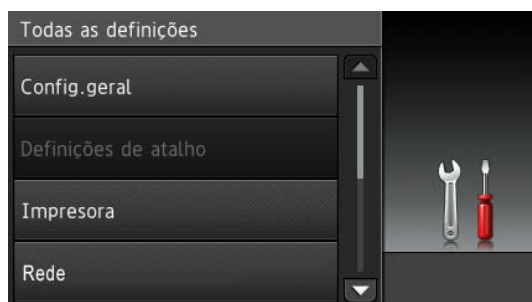 Todas as definições
Config.geral
Definições de atalho
Impresora
Rede